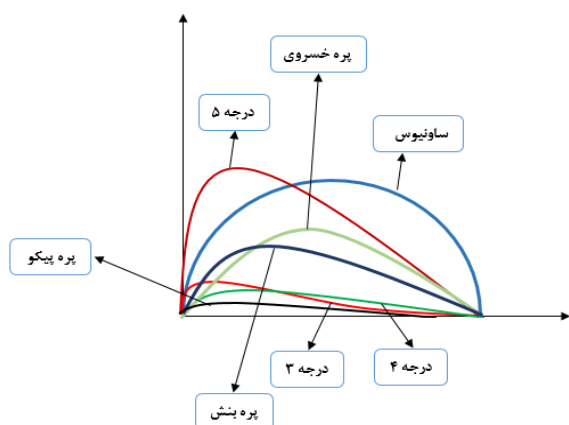 پره خسروی
درجه ۵
ساونیوس
پره پیکو
درجه ۳
درجه ۴
پره بنش